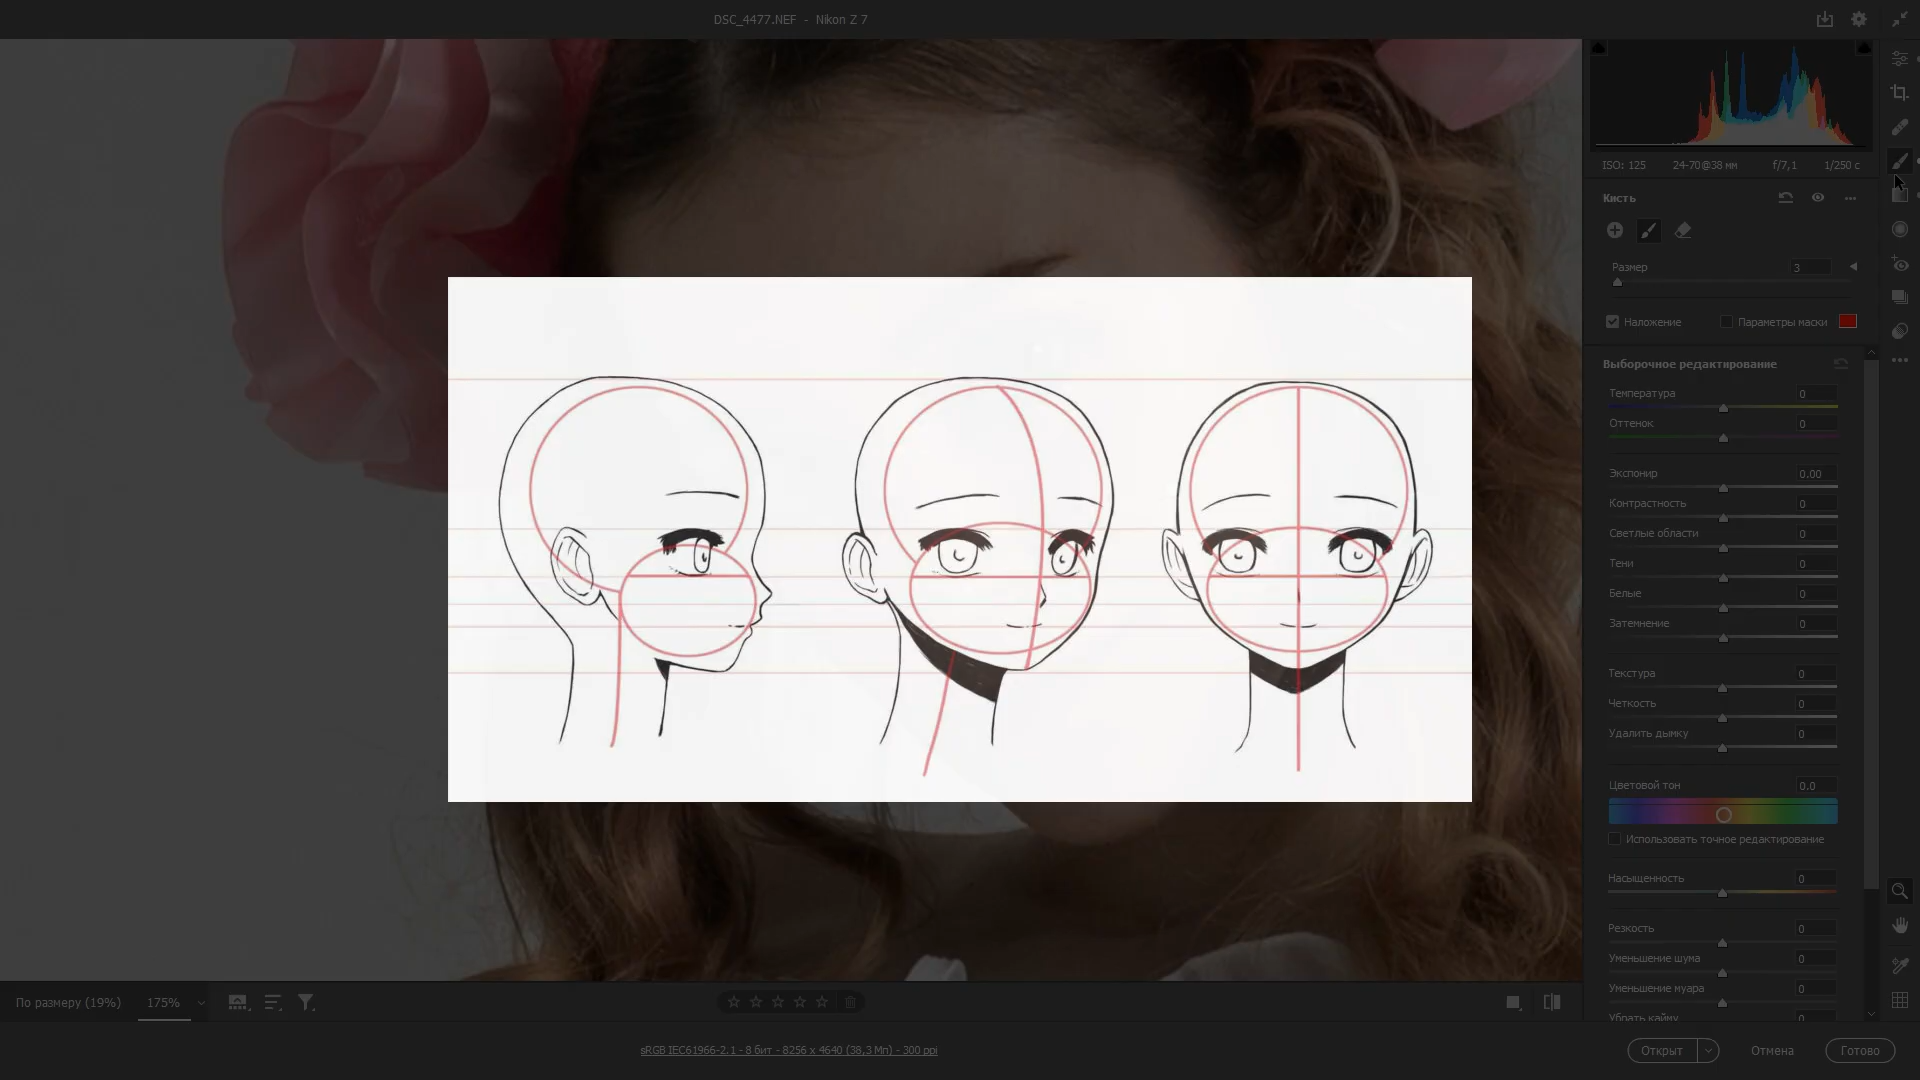 DSC_4477.NEF - Nikon Z 7
ISO: 125 24-70@38 мм f/7,1 1/250 с
Кисть
Размер 3
Наложение Параметры маски
Выборочное редактирование
Температура 0
Оттенок 0
Экспонир 0.00
Контрастность 0
Светлые области 0
Тени 0
Белые 0
Затемнение 0
Текстура 0
Четкость 0
Удалить дымку 0
Цветовой тон 0.0
Использовать точное редактирование
Насыщенность 0
Резкость 0
Уменьшение шума 0
Уменьшение муара 0
Убрать кайму 0
По размеру (19%) 175%
sRGB IEC61966-2.1 - 8 бит - 8256 x 4640 (38,3 Мп) - 300 ppi
Открыт Отмена Готово